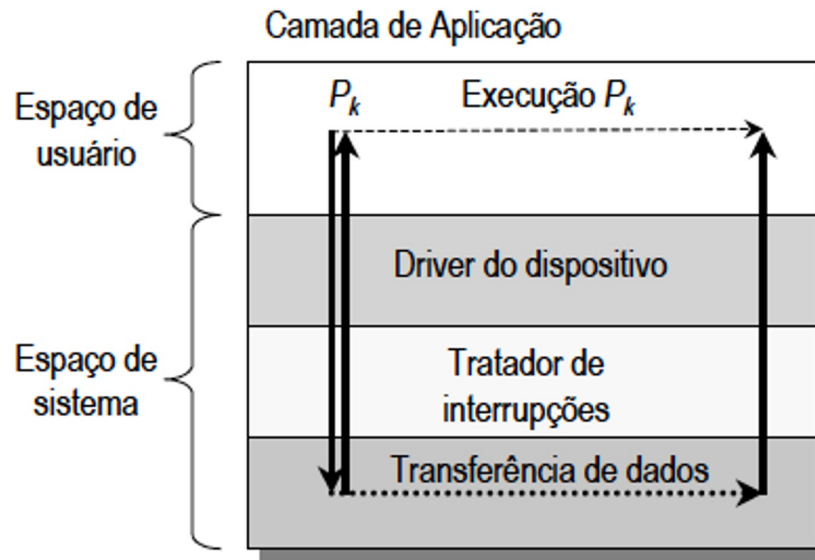 Camada de Aplicação
Espaço de
usuário
Pk
Execução Pk
Driver do dispositivo
Espaço de
sistema
Tratador de
interrupções
Transferência de dados